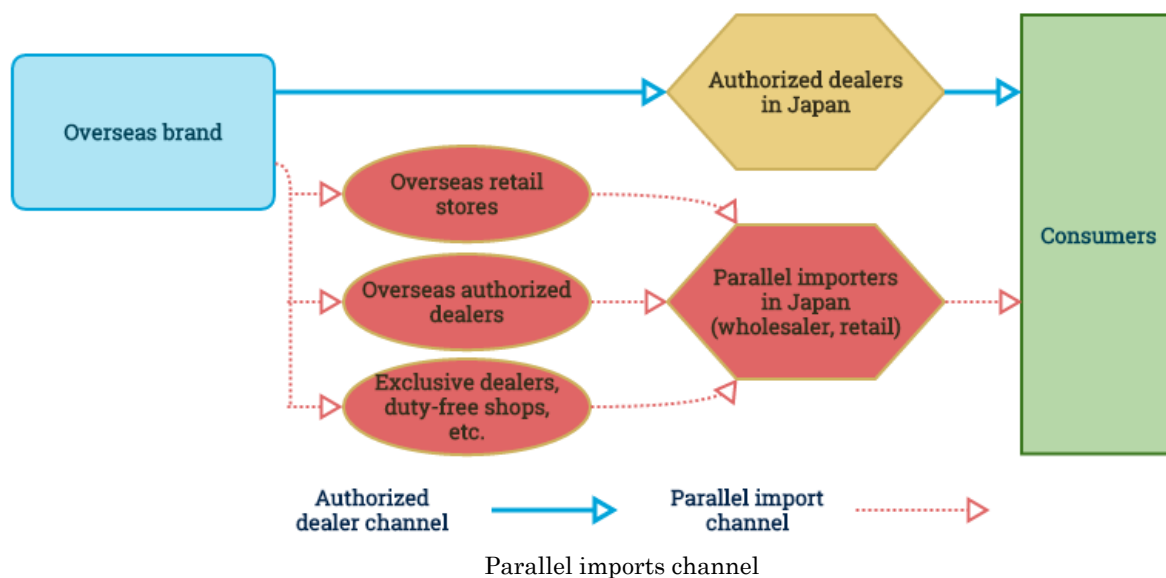 Overseas brand
Authorized dealers
in Japan
Overseas retail
stores
Overseas authorized
dealers
Exclusive dealers,
duty-free shops,
etc.
Parallel importers
in Japan
(wholesaler, retail)
Consumers
Authorized
dealer channel
Parallel import
channel
Parallel imports channel